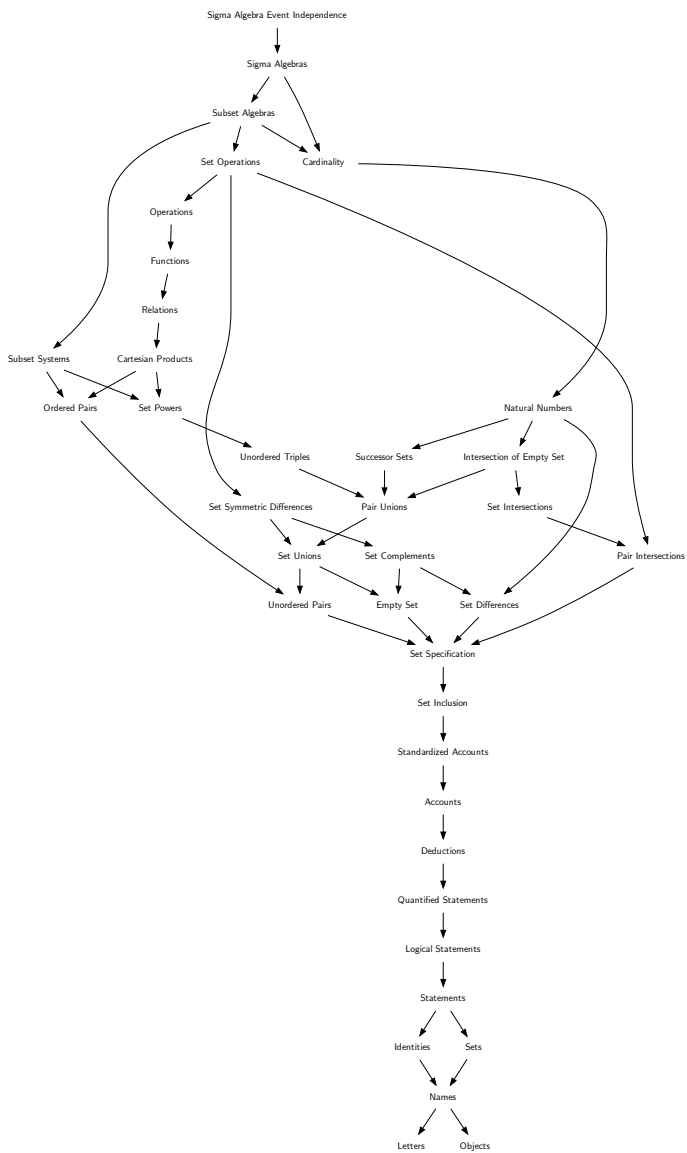 Sigma Algebra Event Independence
Sigma Algebras
Subset Algebras
Set Operations
Cardinality
Operations
Functions
Relations
Subset Systems
Cartesian Products
Ordered Pairs
Set Powers
Natural Numbers
Unordered Triples
Successor Sets
Intersection of Empty Set
Set Symmetric Differences
Pair Unions
Set Intersections
Set Unions
Set Complements
Pair Intersections
Unordered Pairs
Empty Set
Set Differences
Set Specification
Set Inclusion
Standardized Accounts
Accounts
Deductions
Quantified Statements
Logical Statements
Statements
Identities
Sets
Names
Letters
Objects